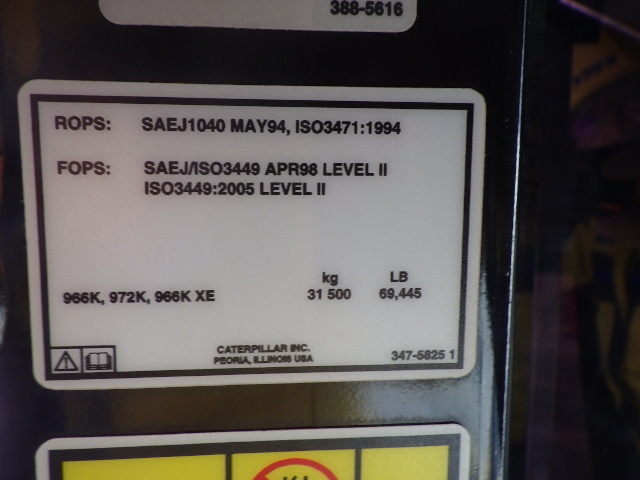 388-5616
ROPS: SAEJ1040 MAY94, ISO3471:1994
FOPS: SAEJ/ISO3449 APR98 LEVEL II
ISO3449:2005 LEVEL II
kg LB
966K, 972K, 966K XE 31 500 69,445
CATERPILLAR INC.
PEORIA, ILLINOIS USA
347-5825 1